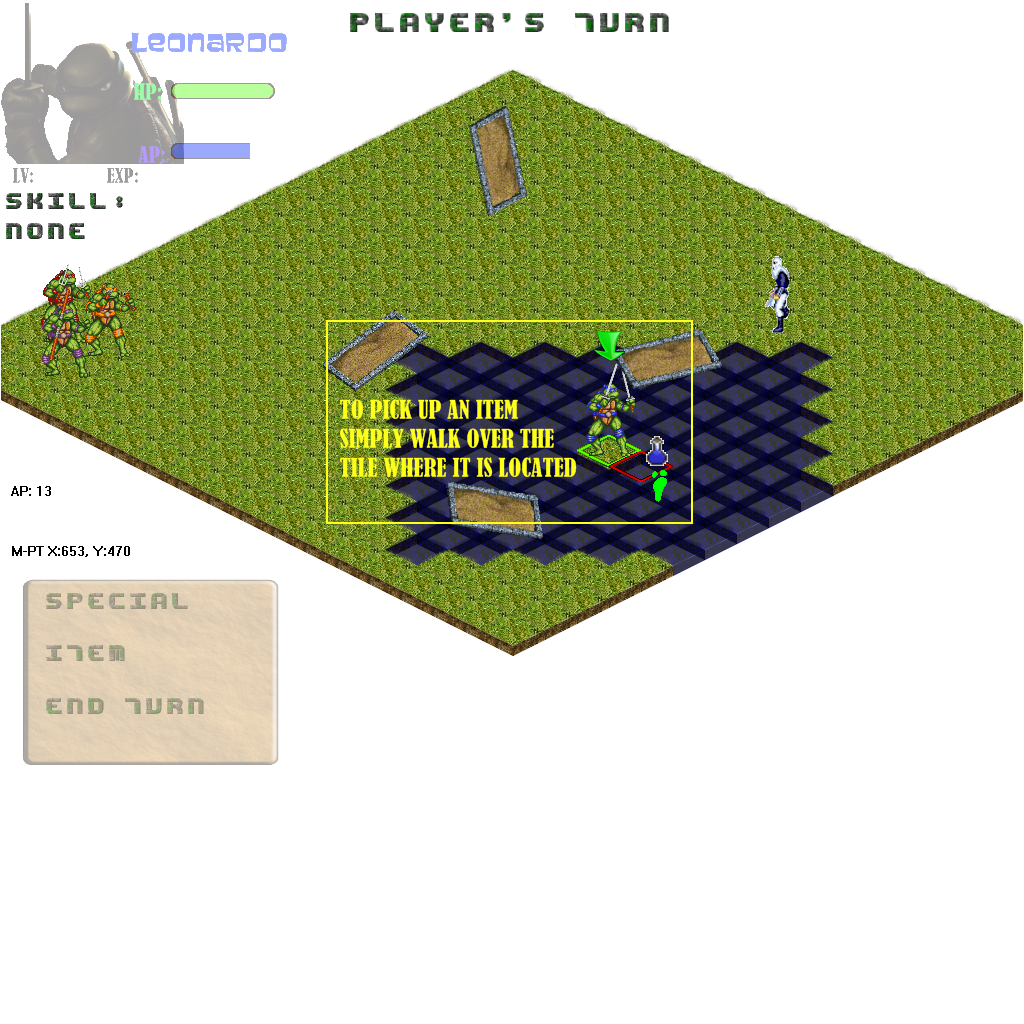 PLAYER'S TURN
LEONARDO
HP:
AP:
LV: EXP:
SKILL:
NONE
TO PICK UP AN ITEM
SIMPLY WALK OVER THE
TILE WHERE IT IS LOCATED
AP: 13
M-PT X:653, Y:470
SPECIAL
ITEM
END TURN